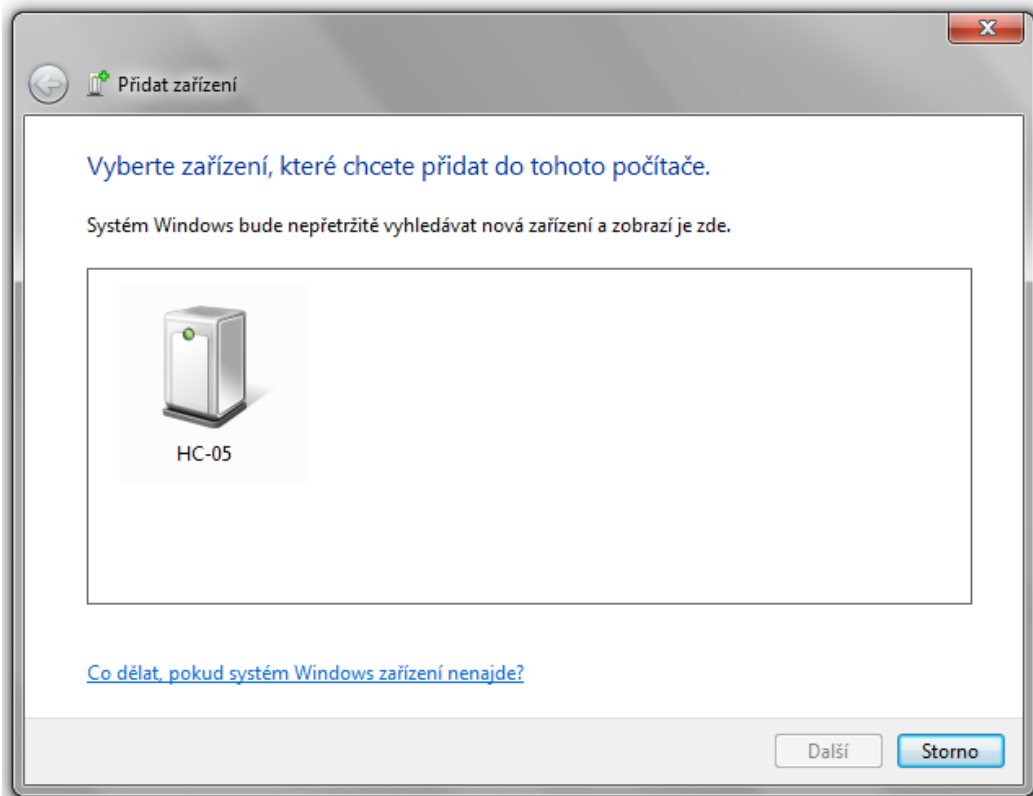 Přidat zařízení
Vyberte zařízení, které chcete přidat do tohoto počítače.
Systém Windows bude nepřetržitě vyhledávat nová zařízení a zobrazí je zde.
HC-05
Co dělat, pokud systém Windows zařízení nenajde?
Další
Storno